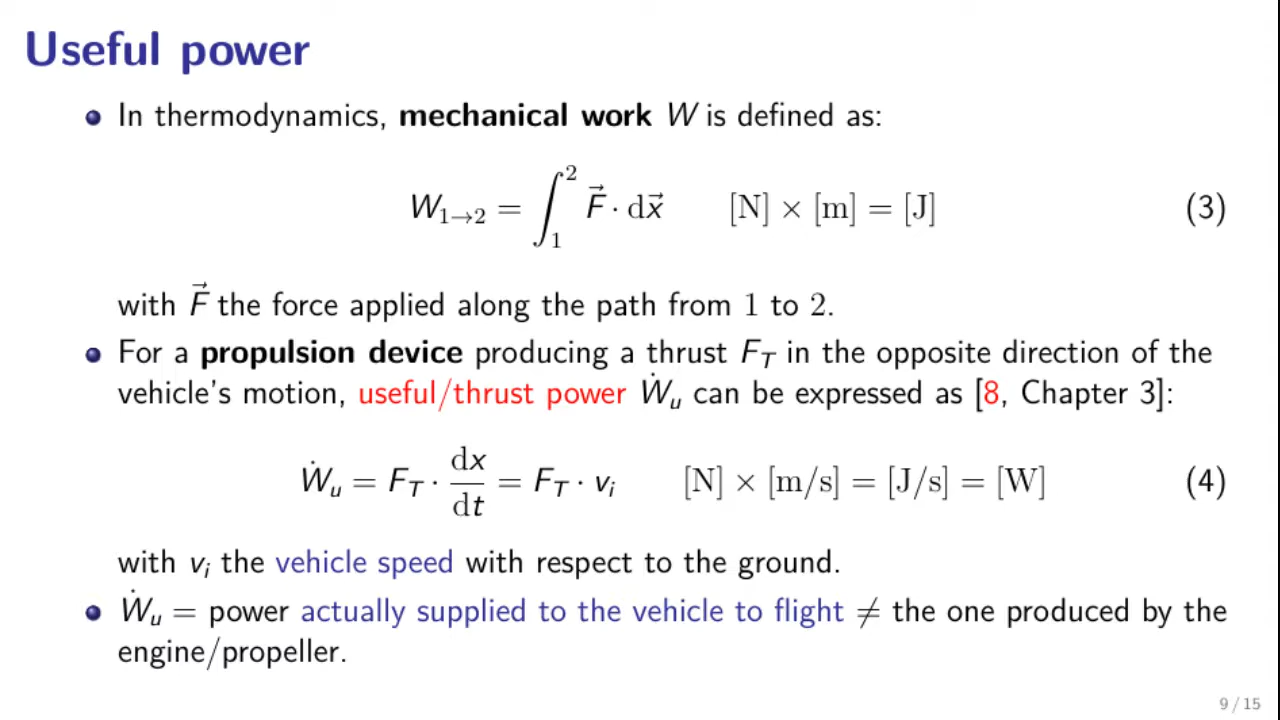 Useful power
• In thermodynamics, mechanical work W is defined as:
W₁→₂ = ∫₁² F⃗ · dx⃗ [N] × [m] = [J] (3)
with F⃗ the force applied along the path from 1 to 2.
• For a propulsion device producing a thrust F_T in the opposite direction of the
vehicle's motion, useful/thrust power Ẇ_u can be expressed as [8, Chapter 3]:
Ẇ_u = F_T · dx/dt = F_T · v_i [N] × [m/s] = [J/s] = [W] (4)
with v_i the vehicle speed with respect to the ground.
• Ẇ_u = power actually supplied to the vehicle to flight ≠ the one produced by the
engine/propeller.
9 / 15